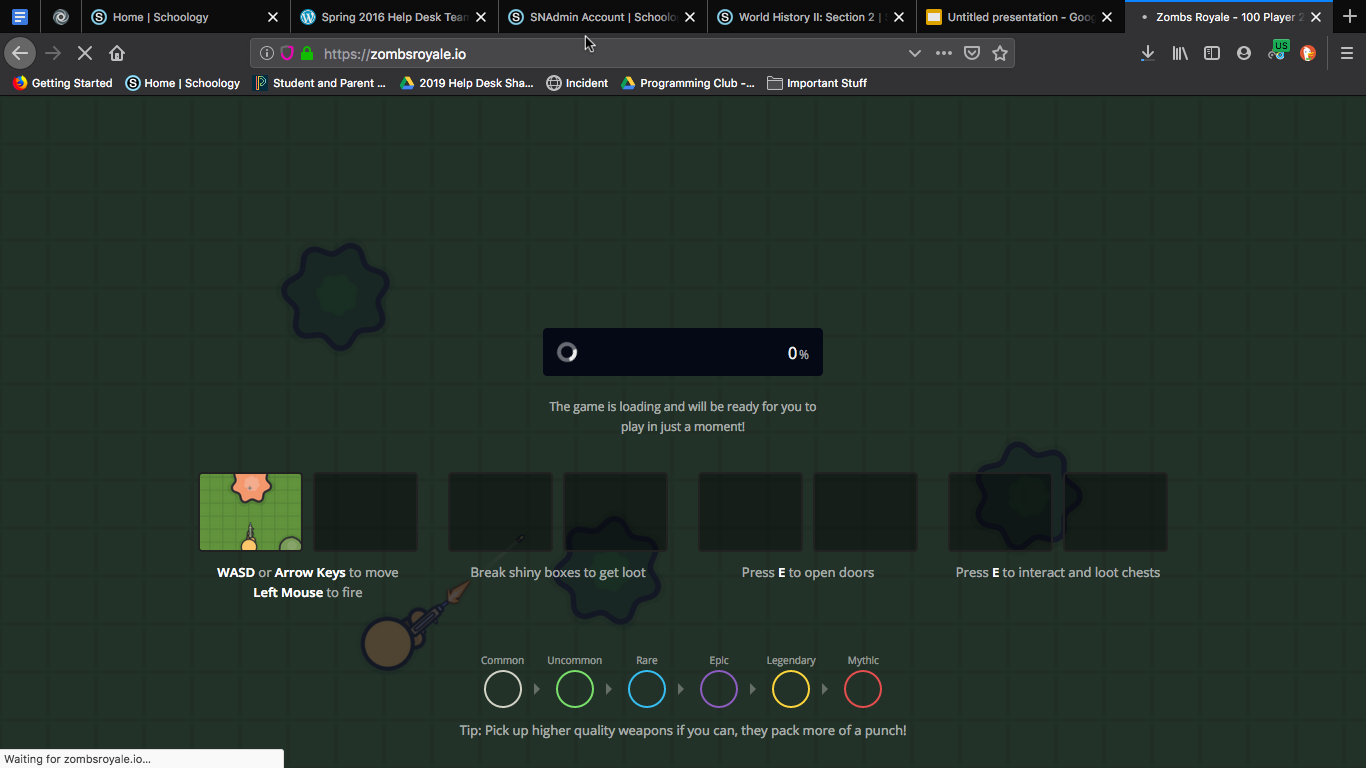 Home | Schoology
Spring 2016 Help Desk Tean
SNAdmin Account | Schoolo
World History II: Section 2 |
Untitled presentation - Goog
Zombs Royale - 100 Player 2
https://zombsroyale.io
US
Getting Started
Home | Schoology
Student and Parent ...
2019 Help Desk Sha...
Incident
Programming Club -...
Important Stuff
0%
The game is loading and will be ready for you to
play in just a moment!
WASD or Arrow Keys to move
Left Mouse to fire
Break shiny boxes to get loot
Press E to open doors
Press E to interact and loot chests
Common
Uncommon
Rare
Epic
Legendary
Mythic
Tip: Pick up higher quality weapons if you can, they pack more of a punch!
Waiting for zombsroyale.io...